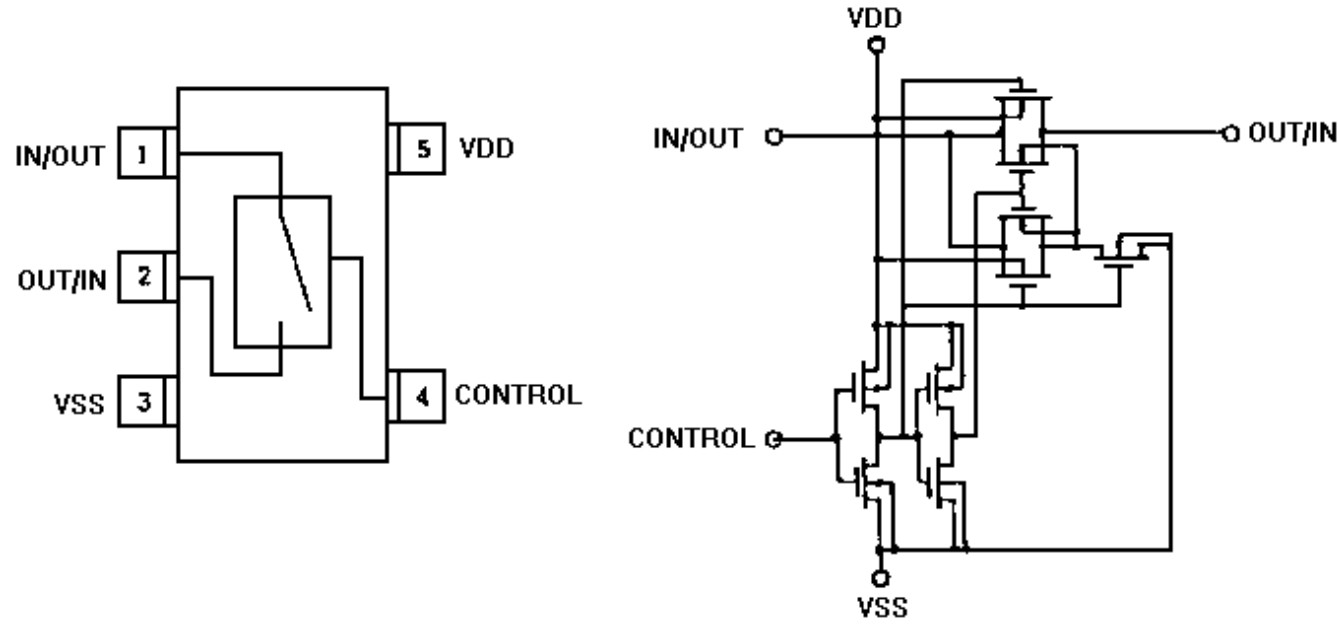 IN/OUT 1
5 VDD
OUT/IN 2
VSS 3
4 CONTROL
VDD
IN/OUT
OUT/IN
CONTROL
VSS